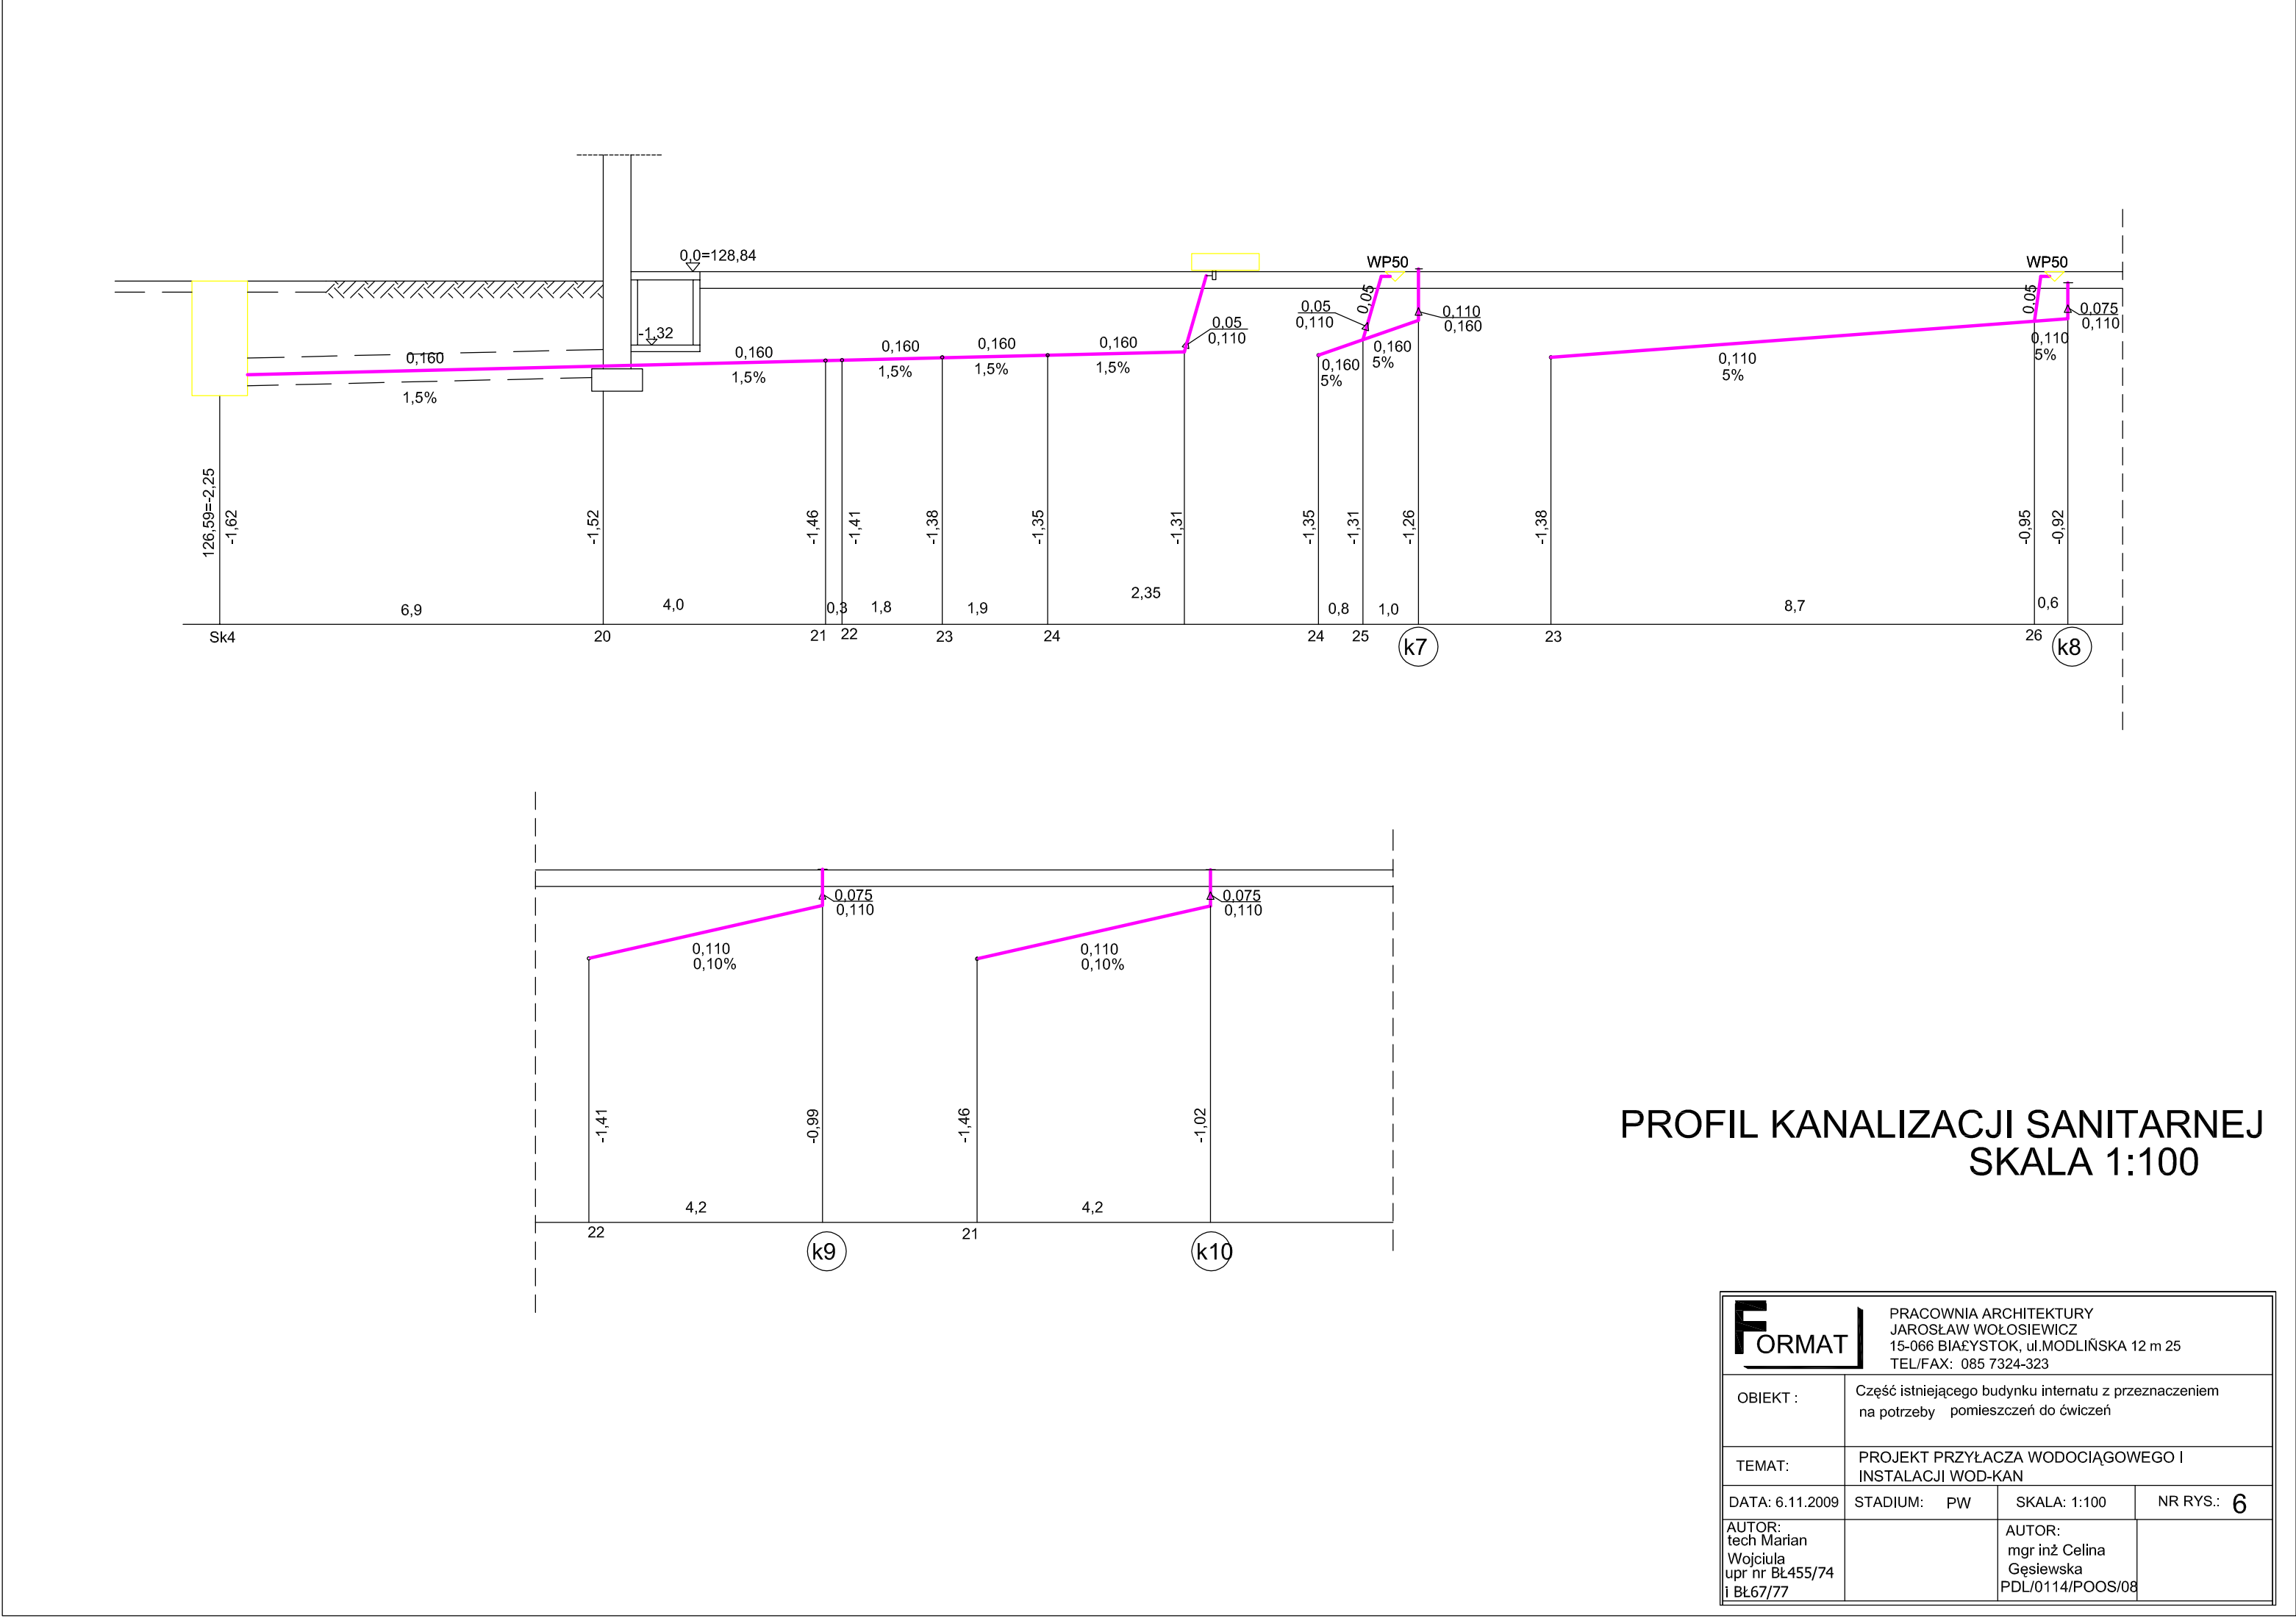 0,0=128,84
WP50
WP50
-1,32
0,05
0,110
0,05
0,110
0,05
0,110
0,160
0,05
0,075
0,110
0,160
1,5%
0,160
1,5%
0,160
1,5%
0,160
1,5%
0,160
1,5%
0,160
5%
0,160
5%
0,110
5%
0,110
5%
126,59=-2,25
-1,62
-1,52
-1,46
-1,41
-1,38
-1,35
-1,31
-1,35
-1,31
-1,26
-1,38
-0,95
-0,92
6,9
4,0
0,3
1,8
1,9
2,35
0,8
1,0
8,7
0,6
Sk4
20
21
22
23
24
24
25
k7
23
26
k8
0,075
0,110
0,075
0,110
0,110
0,10%
0,110
0,10%
-1,41
-0,99
-1,46
-1,02
4,2
4,2
22
k9
21
k10
PROFIL KANALIZACJI SANITARNEJ
SKALA 1:100
FORMAT
PRACOWNIA ARCHITEKTURY
JAROSŁAW WOŁOSIEWICZ
15-066 BIA£YSTOK, ul.MODLIÑSKA 12 m 25
TEL/FAX: 085 7324-323
OBIEKT :
Część istniejącego budynku internatu z przeznaczeniem
na potrzeby pomieszczeń do ćwiczeń
TEMAT:
PROJEKT PRZYŁACZA WODOCIĄGOWEGO I
INSTALACJI WOD-KAN
DATA: 6.11.2009
STADIUM: PW
SKALA: 1:100
NR RYS.: 6
AUTOR:
tech Marian
Wojciula
upr nr BŁ455/74
i BŁ67/77
AUTOR:
mgr inż Celina
Gęsiewska
PDL/0114/POOS/08